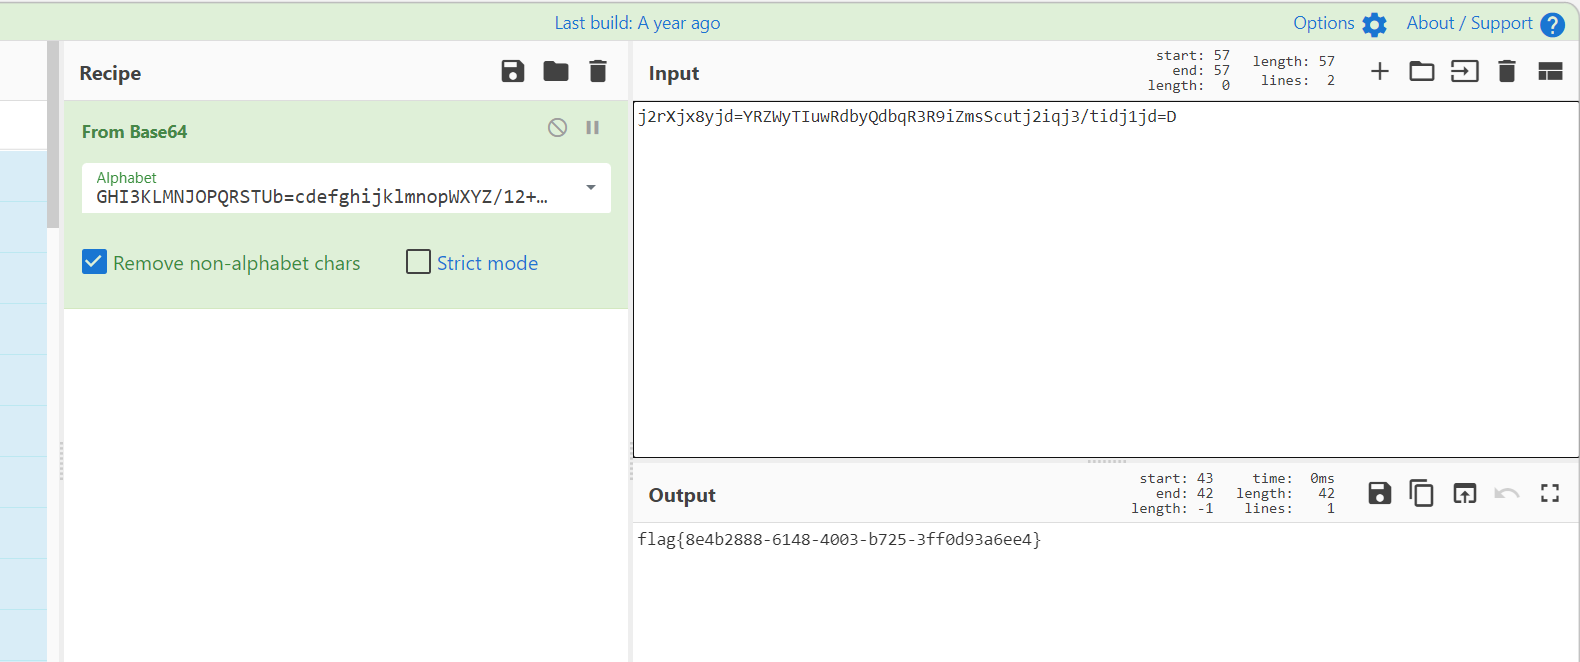 Last build: A year ago
Options
About / Support
?
Recipe
Input
start: 57
end: 57
length: 0
length: 57
lines: 2
From Base64
Alphabet
GHI3KLMNJOPQRSTUb=cdefghijklmnopWXYZ/12+…
Remove non-alphabet chars
Strict mode
j2rXjx8yjd=YRZWyTIuwRdbyQdbqR3R9iZmsScutj2iqj3/tidj1jd=D
Output
start: 43
end: 42
length: -1
time: 0ms
length: 42
lines: 1
flag{8e4b2888-6148-4003-b725-3ff0d93a6ee4}